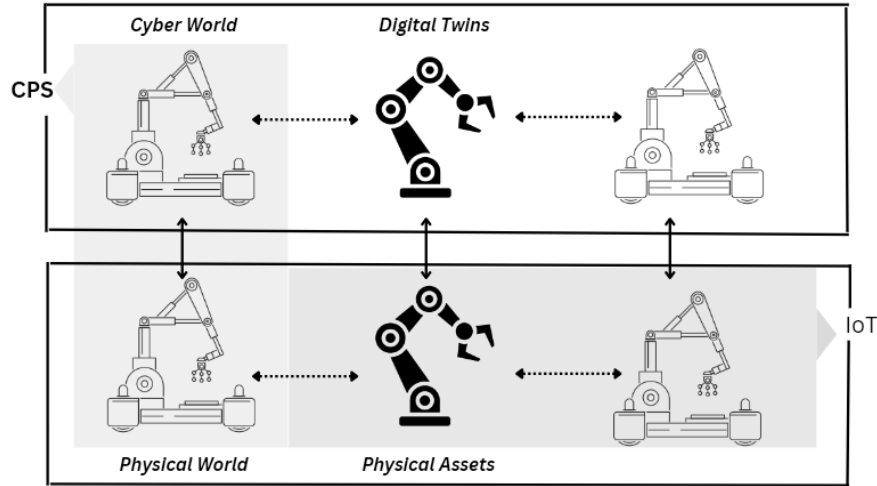 Cyber World
Digital Twins
CPS
IoT
Physical World
Physical Assets